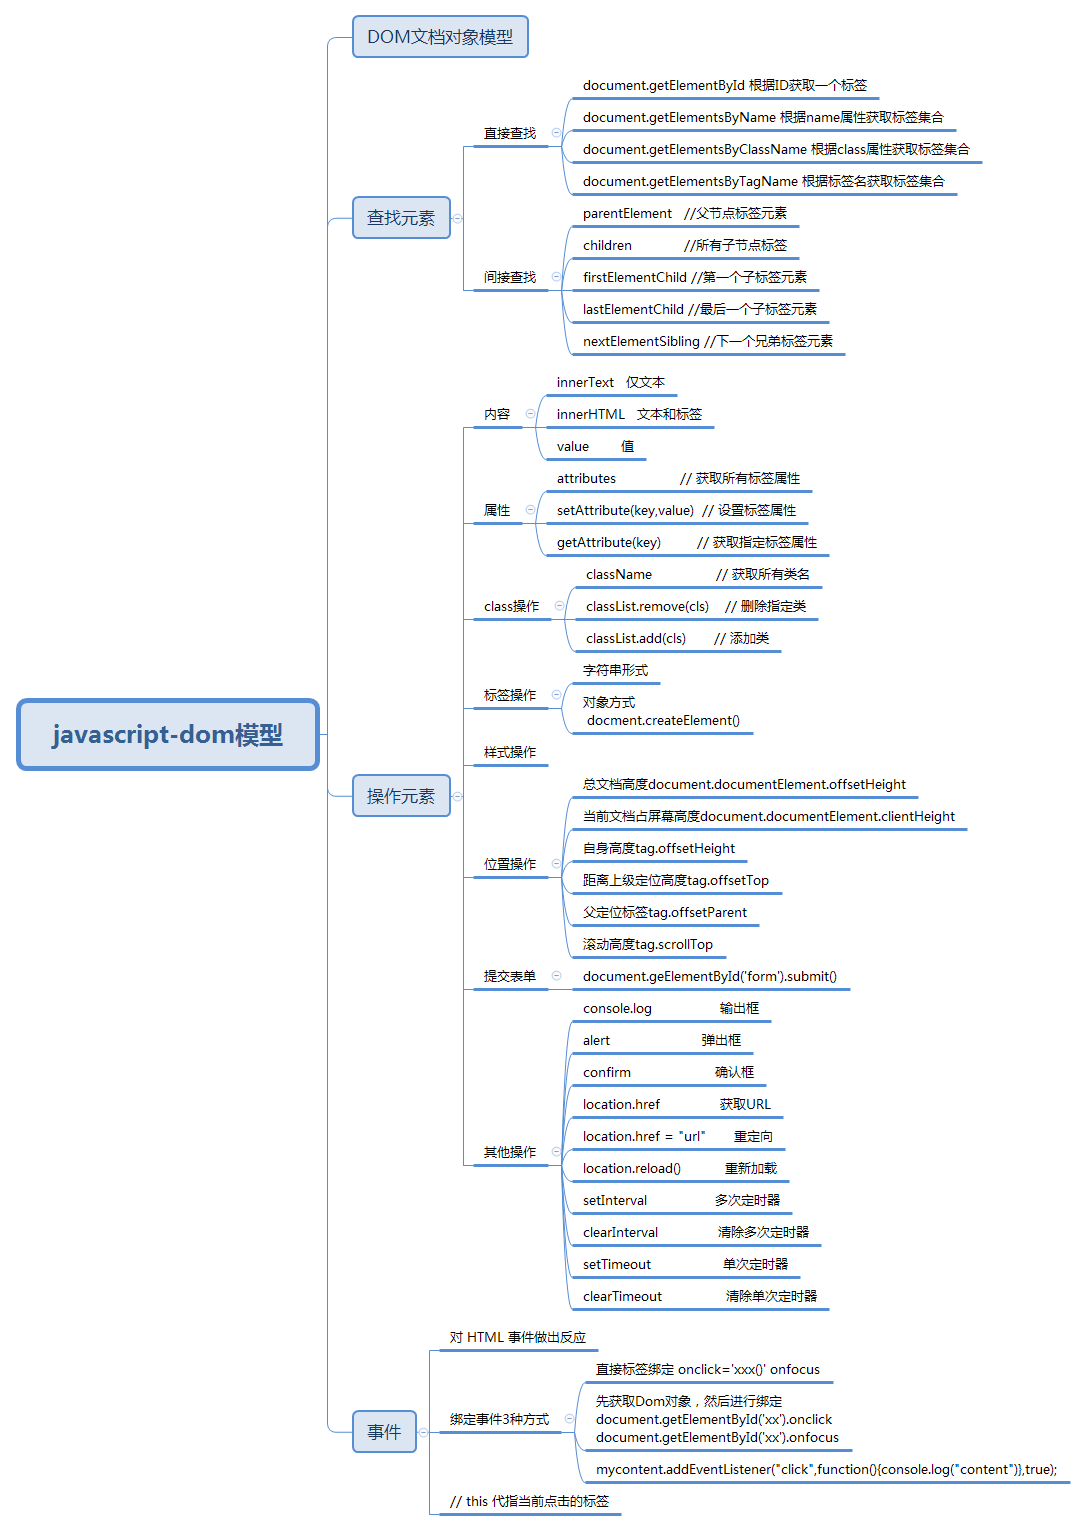 DOM文档对象模型
document.getElementById 根据ID获取一个标签
document.getElementsByName 根据name属性获取标签集合
直接查找
document.getElementsByClassName 根据class属性获取标签集合
document.getElementsByTagName 根据标签名获取标签集合
查找元素
parentElement //父节点标签元素
children //所有子节点标签
间接查找
firstElementChild //第一个子标签元素
lastElementChild //最后一个子标签元素
nextElementSibling //下一个兄弟标签元素
innerText 仅文本
内容
innerHTML 文本和标签
value 值
attributes // 获取所有标签属性
属性
setAttribute(key,value) // 设置标签属性
getAttribute(key) // 获取指定标签属性
className // 获取所有类名
class操作
classList.remove(cls) // 删除指定类
classList.add(cls) // 添加类
字符串形式
标签操作
对象方式
docment.createElement()
javascript-dom模型
样式操作
操作元素
总文档高度document.documentElement.offsetHeight
当前文档占屏幕高度document.documentElement.clientHeight
自身高度tag.offsetHeight
位置操作
距离上级定位高度tag.offsetTop
父定位标签tag.offsetParent
滚动高度tag.scrollTop
提交表单
document.geElementById('form').submit()
console.log 输出框
alert 弹出框
confirm 确认框
location.href 获取URL
location.href = "url" 重定向
其他操作
location.reload() 重新加载
setInterval 多次定时器
clearInterval 清除多次定时器
setTimeout 单次定时器
clearTimeout 清除单次定时器
对 HTML 事件做出反应
直接标签绑定 onclick='xxx()' onfocus
事件
绑定事件3种方式
先获取Dom对象，然后进行绑定
document.getElementById('xx').onclick
document.getElementById('xx').onfocus
mycontent.addEventListener("click",function(){console.log("content")},true);
// this 代指当前点击的标签